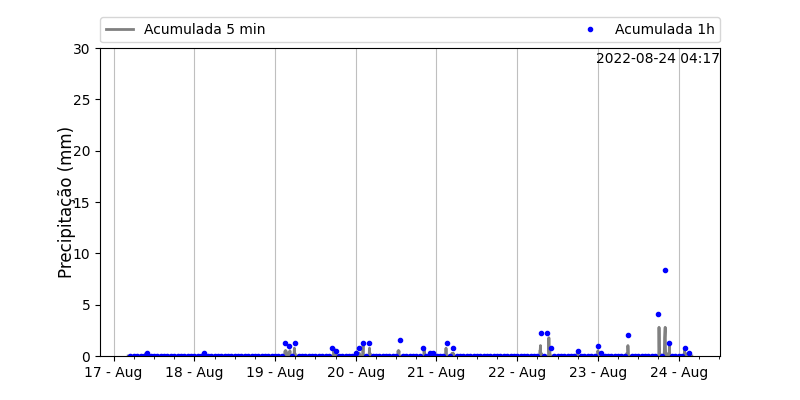 Acumulada 5 min Acumulada 1h
2022-08-24 04:17
Precipitação (mm)
30
25
20
15
10
5
0
17 - Aug 18 - Aug 19 - Aug 20 - Aug 21 - Aug 22 - Aug 23 - Aug 24 - Aug